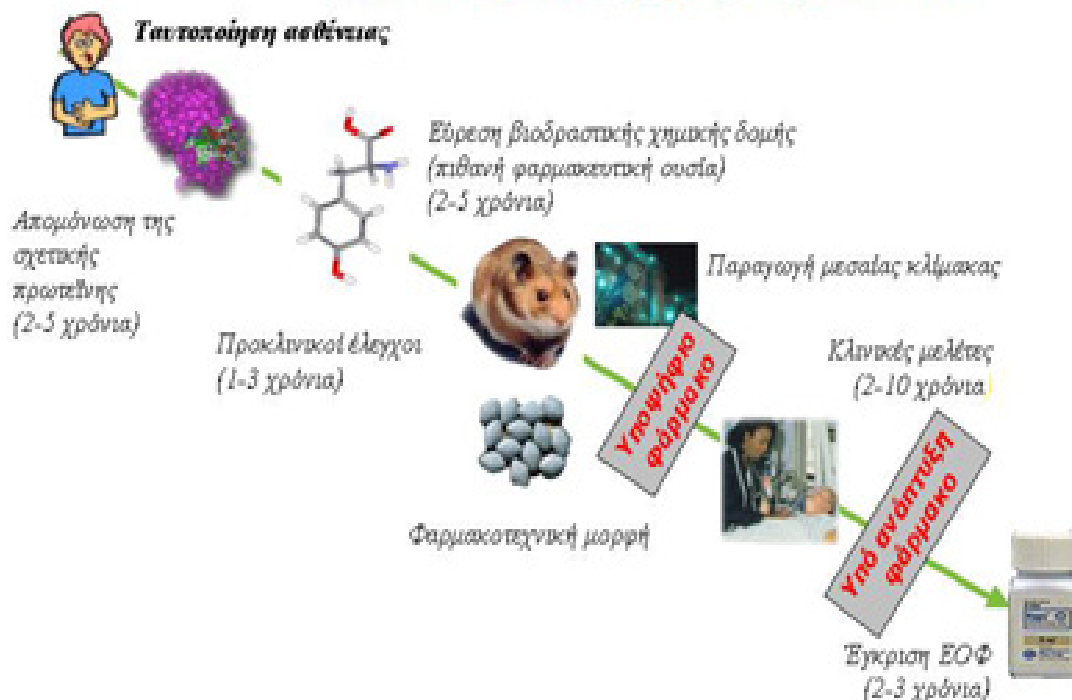 Ταυτοποίηση ασθένειας
Εύρεση βιοδραστικής χημικής δομής
(πιθανή φαρμακευτική ουσία)
(2-5 χρόνια)
Απομόνωση της
σχετικής
πρωτεΐνης
(2-5 χρόνια)
Παραγωγή μεσαίας κλίμακας
Προκλινικοί έλεγχοι
(1-3 χρόνια)
Υποψήφιο
φάρμακο
Κλινικές μελέτες
(2-10 χρόνια)
Φαρμακοτεχνική μορφή
Υπό ανάπτυξη
φάρμακο
Έγκριση ΕΟΦ
(2-3 χρόνια)